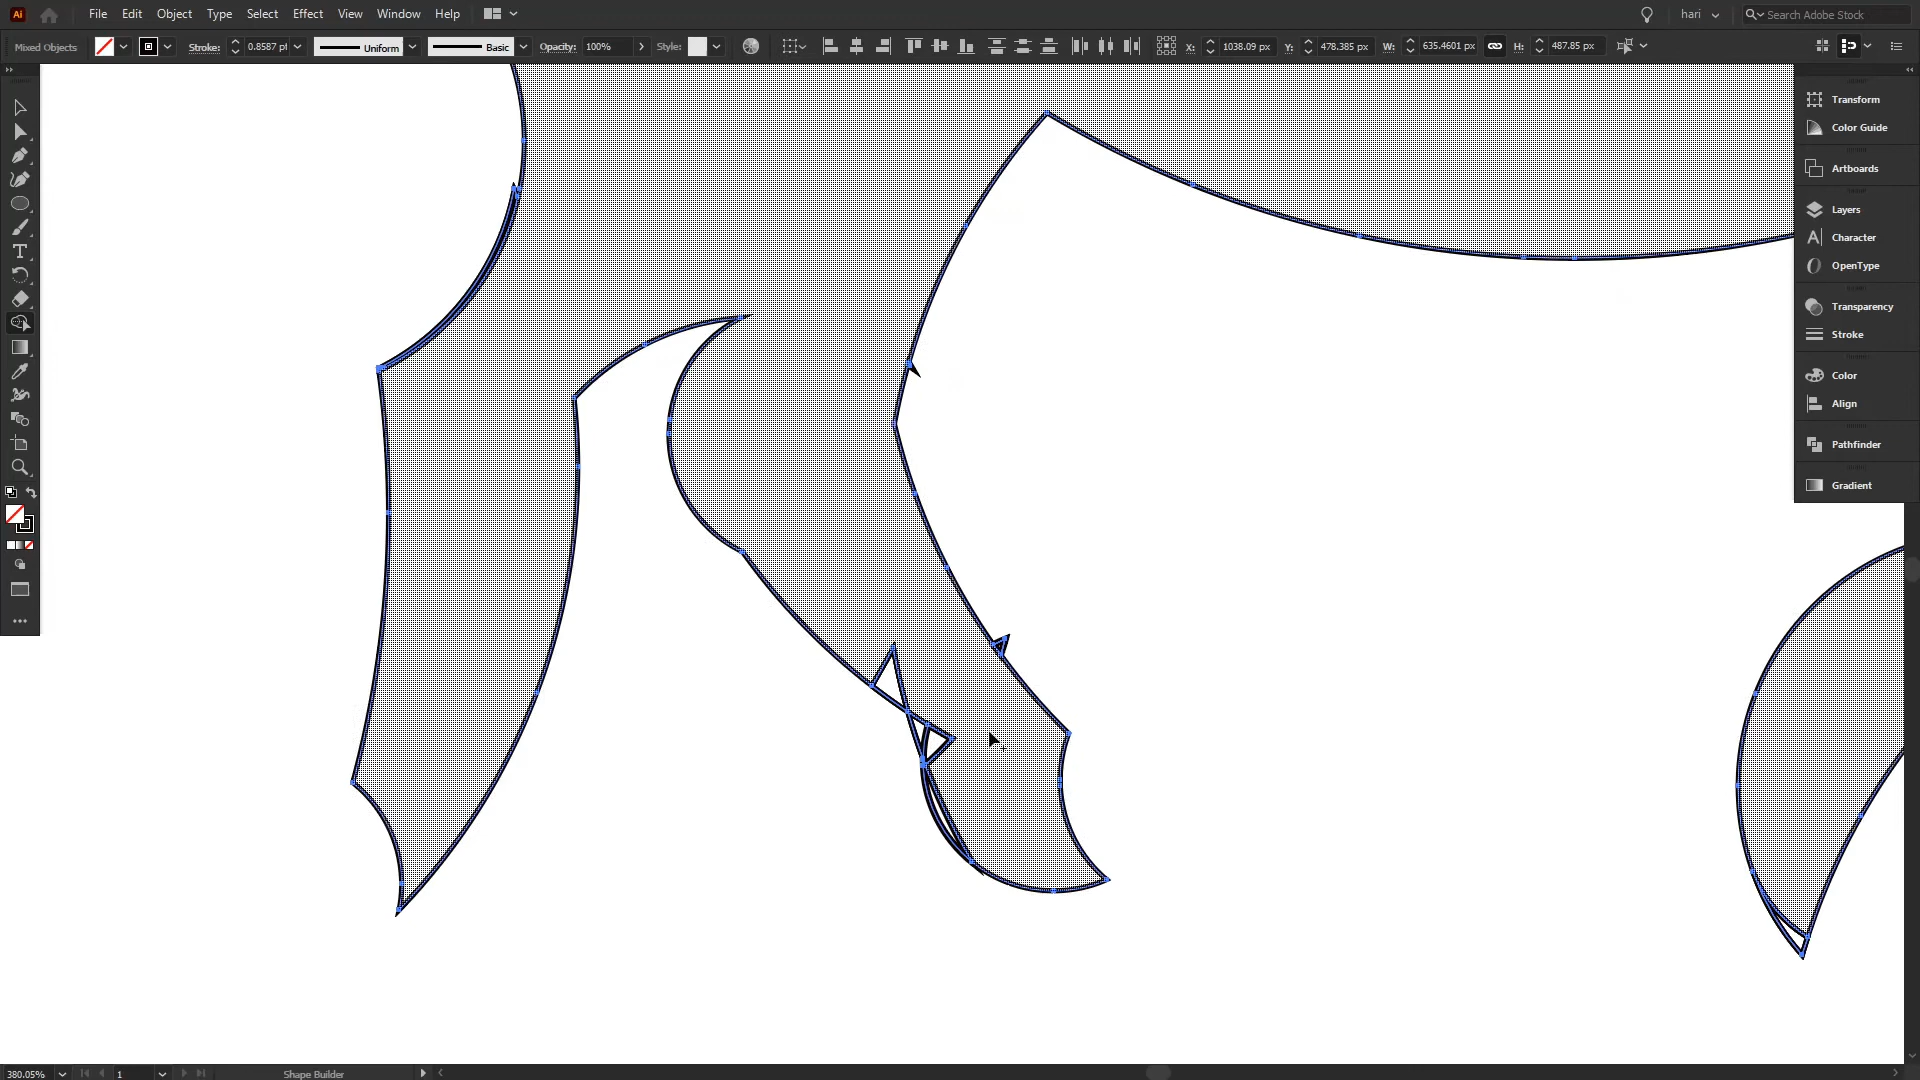 Ai File Edit Object Type Select Effect View Window Help hari Search Adobe Stock
Mixed Objects Stroke: 0.8587 pt Uniform Basic Opacity: 100% Style: X: 1038.09 px Y: 478.385 px W: 635.4601 px H: 487.85 px
Transform
Color Guide
Artboards
Layers
Character
OpenType
Transparency
Stroke
Color
Align
Pathfinder
Gradient
380.05% 1 Shape Builder